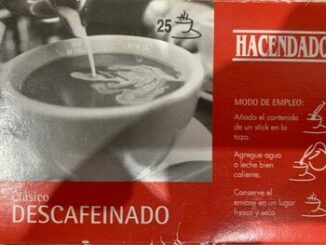 25
HACENDADO
MODO DE EMPLEO:
Añada el contenido
de un stick en la
taza.
Agregue agua
o leche bien
caliente.
Conserve el
envase en un lugar
fresco y seco
Clásico
DESCAFEINADO